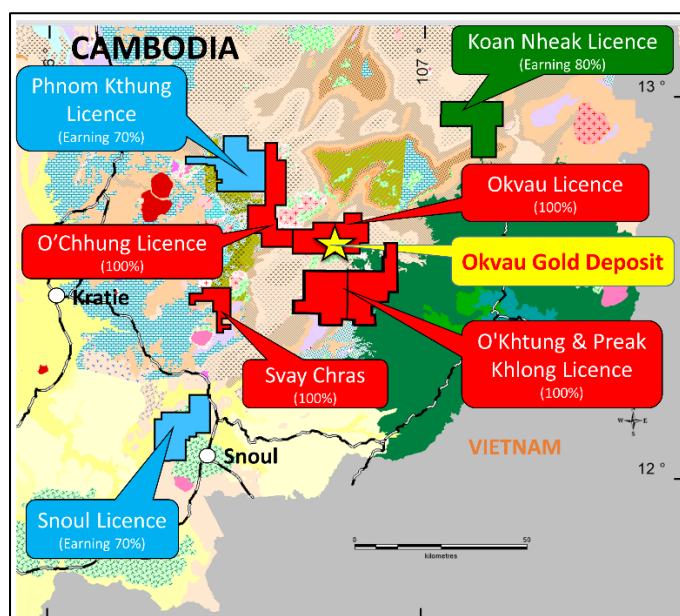 CAMBODIA
107
Koan Nheak Licence
(Earning 80%)
13 °
Phnom Kthung
Licence
(Earning 70%)
Okvau Licence
(100%)
O'Chhung Licence
(100%)
Okvau Gold Deposit
Kratie
O'Khtung & Preak
Khlong Licence
(100%)
Svay Chras
(100%)
N
W
E
S
VIETNAM
Snoul
12 °
Snoul Licence
(Earning 70%)
0
50
kilometres